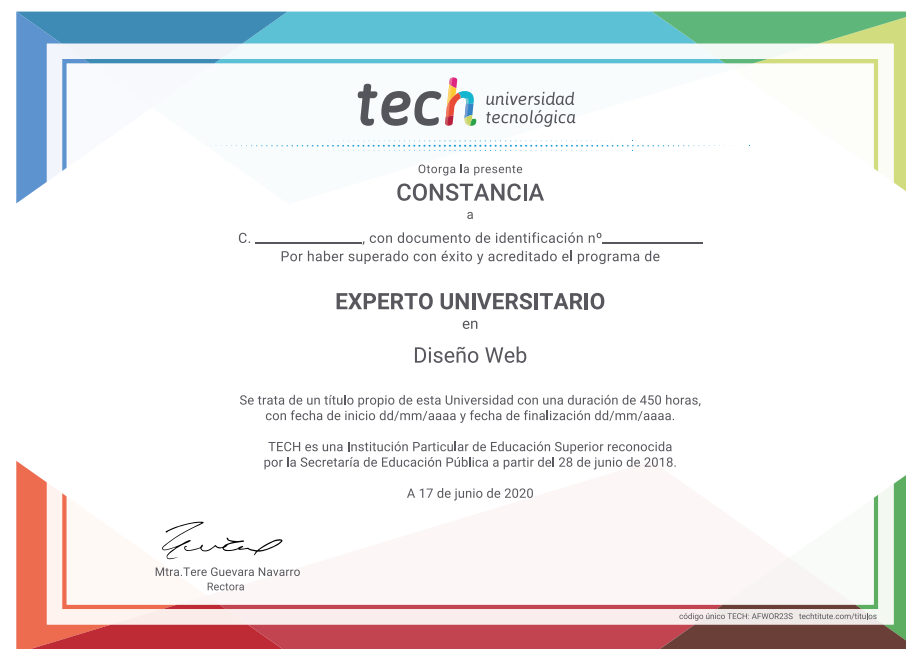 tech universidad
tecnológica
Otorga la presente
CONSTANCIA
a
C. ______________, con documento de identificación nº_____________
Por haber superado con éxito y acreditado el programa de
EXPERTO UNIVERSITARIO
en
Diseño Web
Se trata de un título propio de esta Universidad con una duración de 450 horas,
con fecha de inicio dd/mm/aaaa y fecha de finalización dd/mm/aaaa.
TECH es una Institución Particular de Educación Superior reconocida
por la Secretaría de Educación Pública a partir del 28 de junio de 2018.
A 17 de junio de 2020
Mtra.Tere Guevara Navarro
Rectora
código único TECH: AFWOR23S techtitute.com/titulos